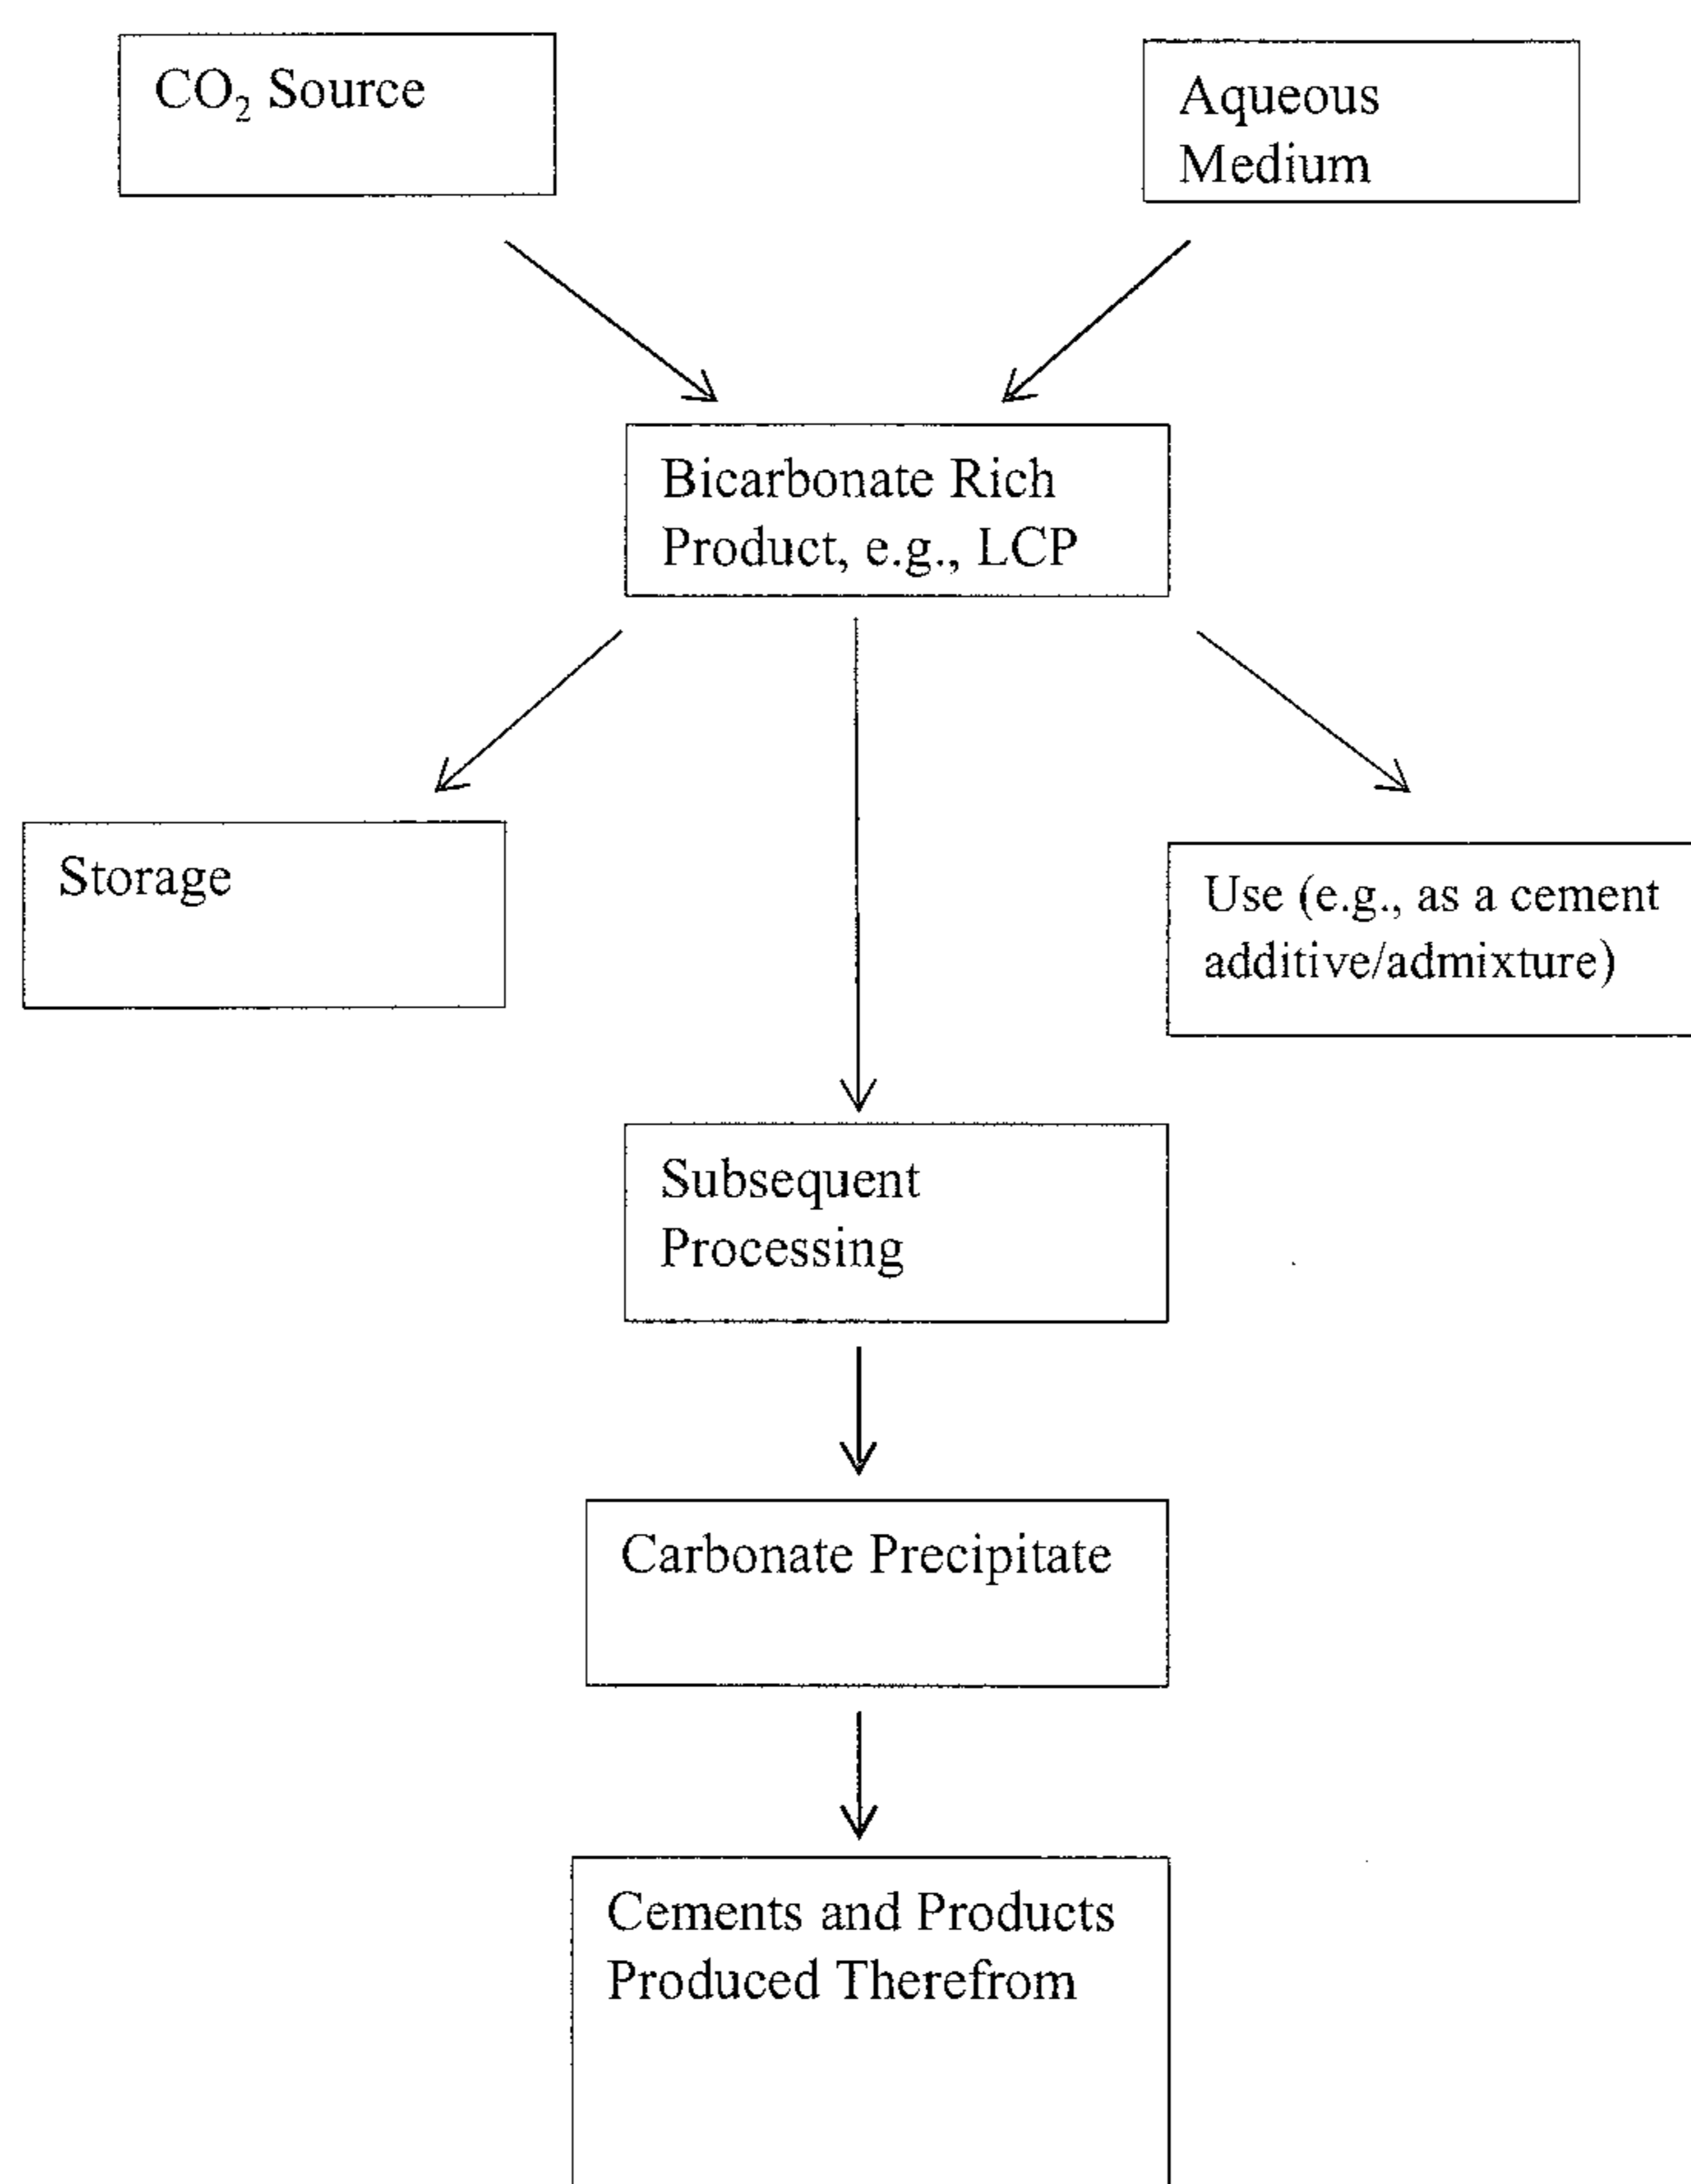 CO₂ Source
Aqueous
Medium
Bicarbonate Rich
Product, e.g., LCP
Storage
Use (e.g., as a cement
additive/admixture)
Subsequent
Processing
Carbonate Precipitate
Cements and Products
Produced Therefrom